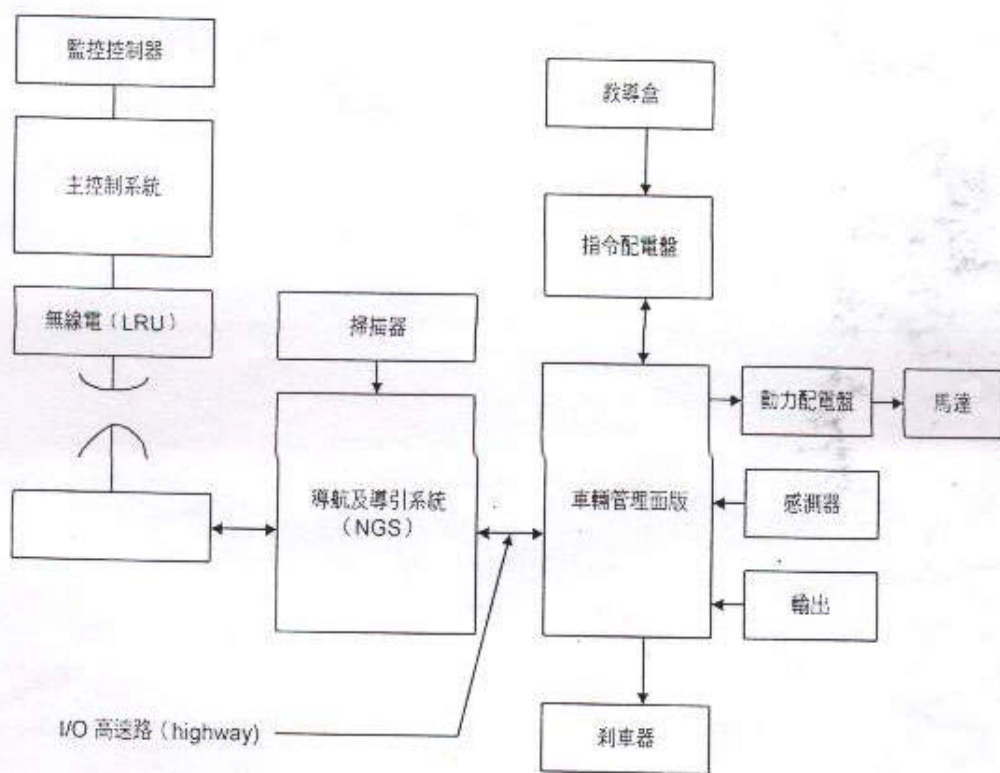 監控控制器
主控制系統
無線電（LRU）
掃描器
導航及導引系統
（NGS）
I/O 高速路（highway)
教導盒
指令配電盤
車輛管理面版
動力配電盤
馬達
感測器
輸出
剎車器